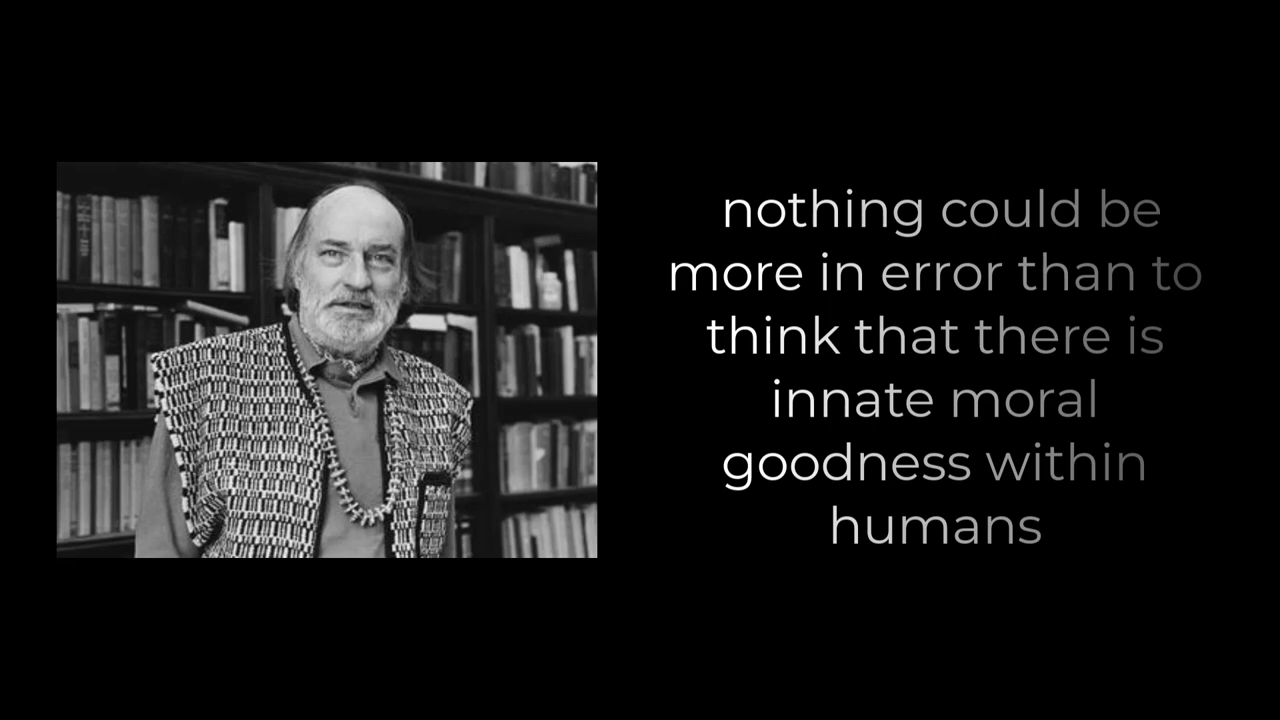 nothing could be
more in error than to
think that there is
innate moral
goodness within
humans